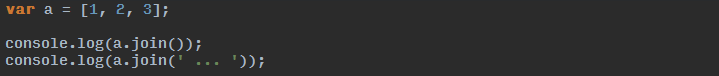 var a = [1, 2, 3];
console.log(a.join());
console.log(a.join(' ... '));